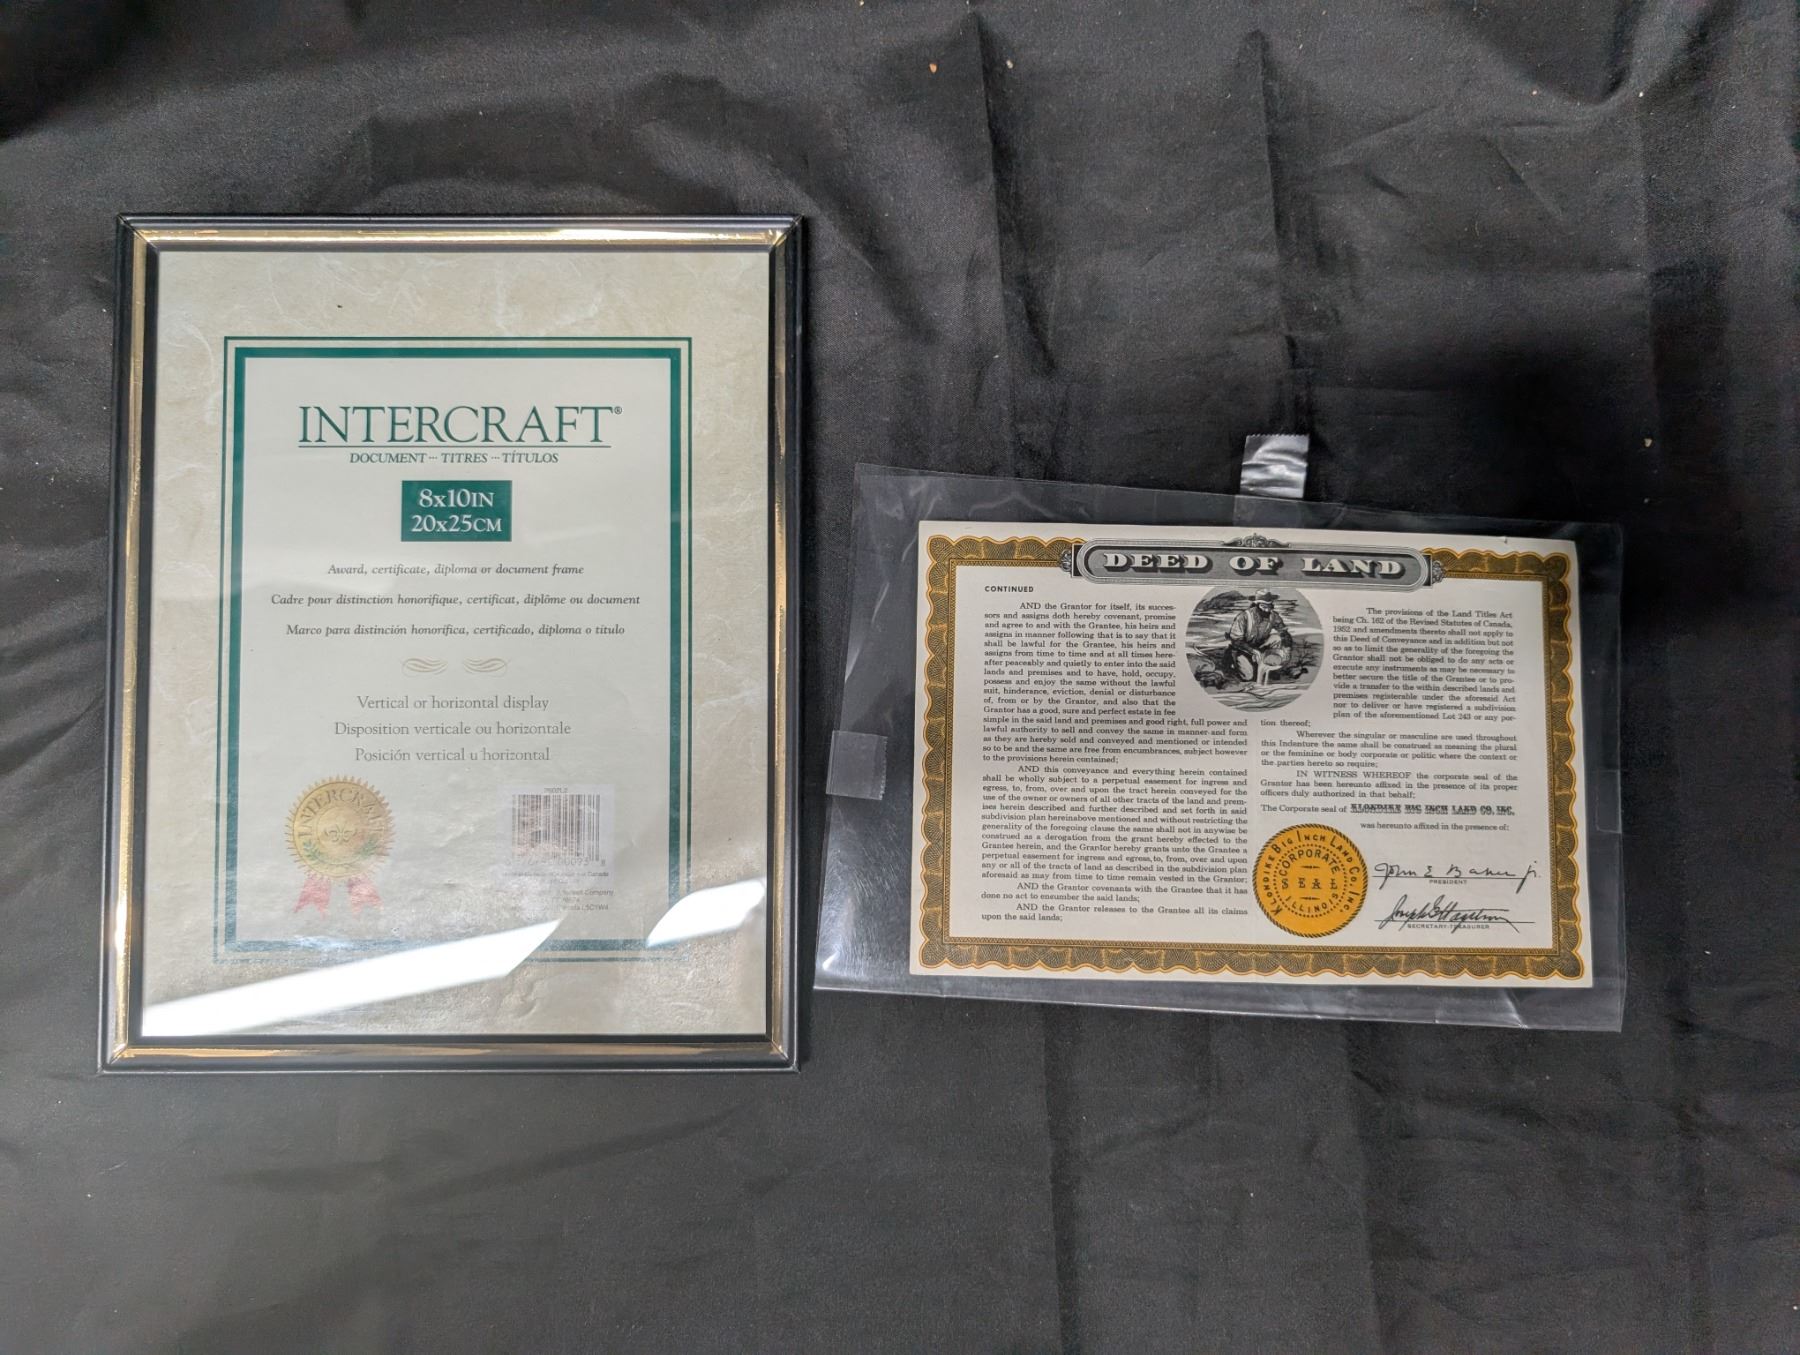 INTERCRAFT®
DOCUMENT ··· TITRES ··· TÍTULOS
8x10IN
20x25CM
Award, certificate, diploma or document frame
Cadre pour distinction honorifique, certificat, diplôme ou document
Marco para distinción honorífica, certificado, diploma o título
Vertical or horizontal display
Disposition verticale ou horizontale
Posición vertical u horizontal
INTERCRAFT
DEED OF LAND
CONTINUED
AND the Grantor for itself, its succes-
sors and assigns doth hereby covenant, promise
and agree to and with the Grantee, his heirs and
assigns in manner following that is to say that it
shall be lawful for the Grantee, his heirs and
assigns from time to time and at all times here-
after peaceably and quietly to enter into the said
lands and premises and to have, hold, occupy,
possess and enjoy the same without the lawful
suit, hinderance, eviction, denial or disturbance
of, from or by the Grantor, and also that the
Grantor has a good, sure and perfect estate in fee
simple in the said land and premises and good right, full power and
lawful authority to sell and convey the same in manner and form
as they are hereby sold and conveyed and mentioned or intended
so to be and the same are free from encumbrances, subject however
to the provisions herein contained;
AND this conveyance and everything herein contained
shall be wholly subject to a perpetual easement for ingress and
egress, to, from, over and upon the tract herein conveyed for the
use of the owner or owners of all other tracts of the land and prem-
ises herein described and further described and set forth in said
subdivision plan hereinabove mentioned and without restricting the
generality of the foregoing clause the same shall not in anywise be
construed as a derogation from the grant hereby effected to the
Grantee herein, and the Grantor hereby grants unto the Grantee a
perpetual easement for ingress and egress, to, from, over and upon
any or all of the tracts of land as described in the subdivision plan
aforesaid as may from time to time remain vested in the Grantor;
AND the Grantor covenants with the Grantee that it has
done no act to encumber the said lands;
AND the Grantor releases to the Grantee all its claims
upon the said lands;
The provisions of the Land Titles Act
being Ch. 162 of the Revised Statutes of Canada,
1952 and amendments thereto shall not apply to
this Deed of Conveyance and in addition but not
so as to limit the generality of the foregoing the
Grantor shall not be obliged to do any acts or
execute any instruments as may be necessary to
better secure the title of the Grantee or to pro-
vide a transfer to the within described lands and
premises registerable under the aforesaid Act
nor to deliver or have registered a subdivision
plan of the aforementioned Lot 243 or any por-
tion thereof;
Wherever the singular or masculine are used throughout
this Indenture the same shall be construed as meaning the plural
or the feminine or body corporate or politic where the context or
the parties hereto so require;
IN WITNESS WHEREOF the corporate seal of the
Grantor has been hereunto affixed in the presence of its proper
officers duly authorized in that behalf;
The Corporate seal of KLONDIKE BIG INCH LAND CO. INC.
was hereunto affixed in the presence of:
KLONDIKE BIG INCH LAND CO. INC.
CORPORATE
SEAL
ILLINOIS
John E Baker jr.
PRESIDENT
SECRETARY-TREASURER